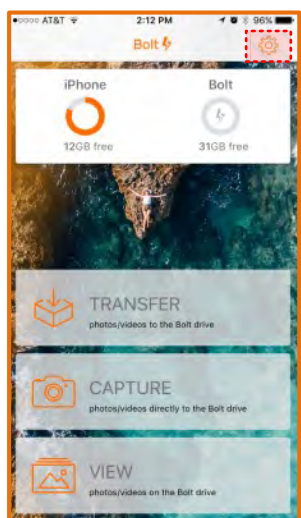 AT&T 2:12 PM 96%
Bolt
iPhone Bolt
12GB free 31GB free
TRANSFER
photos/videos to the Bolt drive
CAPTURE
photos/videos directly to the Bolt drive
VIEW
photos/videos on the Bolt drive